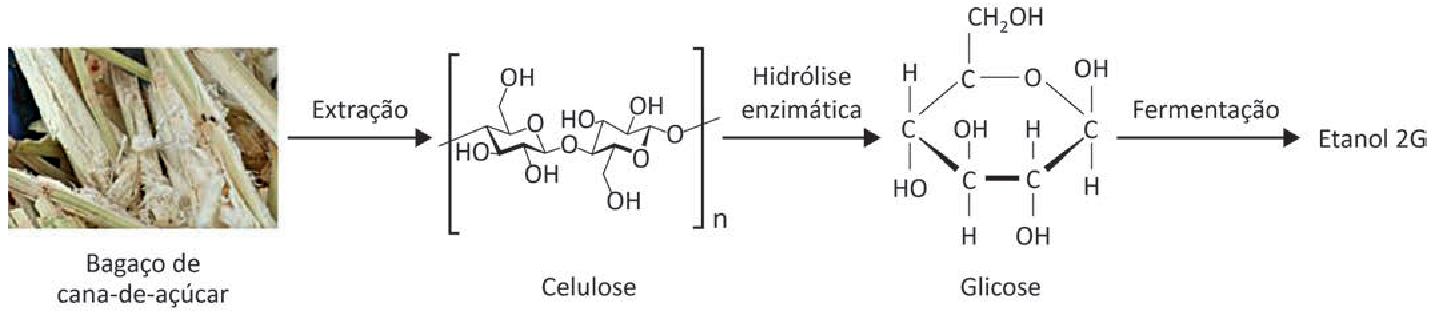 Bagaço de
cana-de-açúcar
Extração
OH
O
HO
OH
O
HO
OH
O
O
OH
n
Celulose
Hidrólise
enzimática
CH₂OH
H
C
O
OH
C
OH
H
C
HO
C
C
H
H
OH
Glicose
Fermentação
Etanol 2G